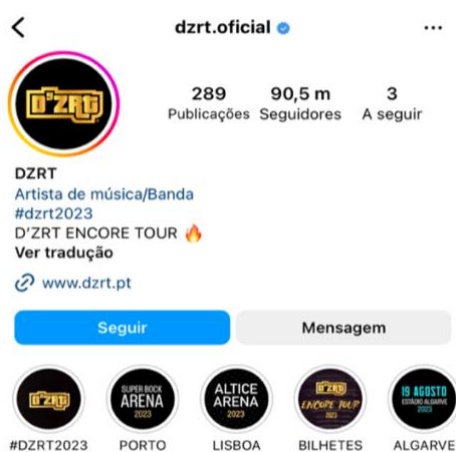 dzrt.oficial
D'ZRT
289 90,5 m 3
Publicações Seguidores A seguir
DZRT
Artista de música/Banda
#dzrt2023
D'ZRT ENCORE TOUR 🔥
Ver tradução
www.dzrt.pt
Seguir Mensagem
D'ZRT
SUPER BOCK
ARENA
2023
ALTICE
ARENA
2023
D'ZRT
ENCORE TOUR
2023
19 AGOSTO
ESTÁDIO ALGARVE
2023
#DZRT2023 PORTO LISBOA BILHETES ALGARVE